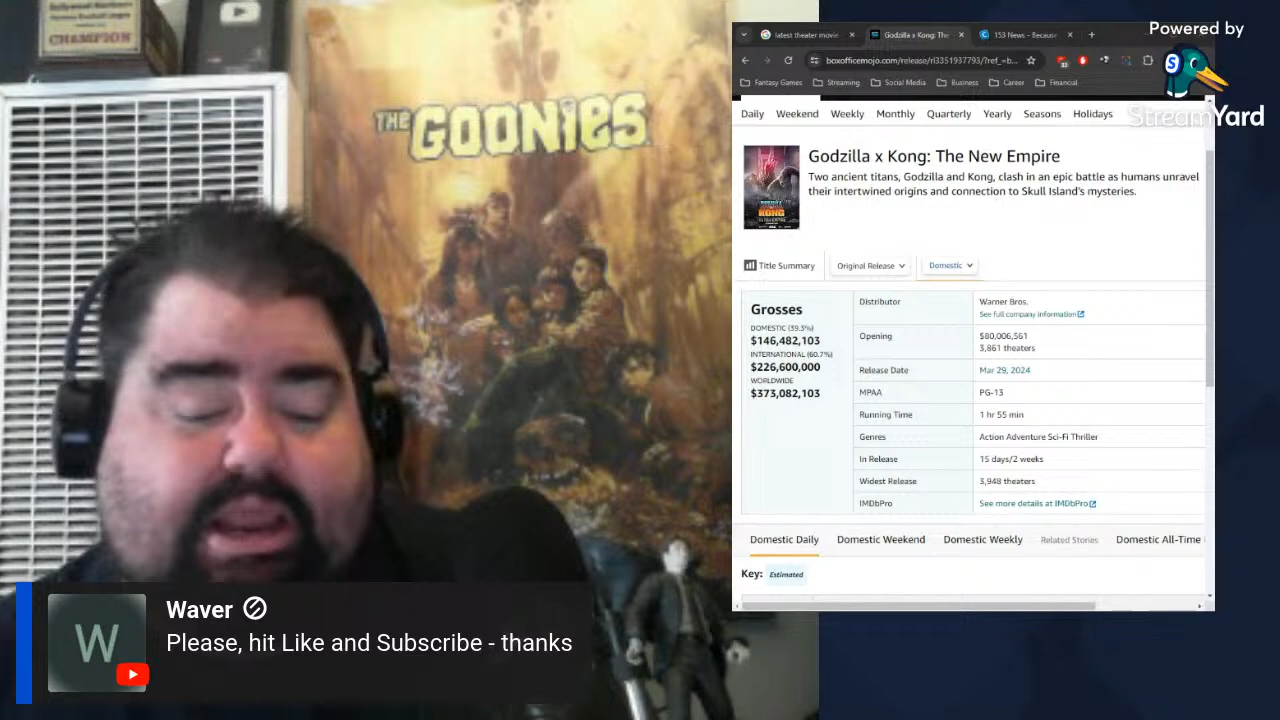 CHAMPION
THE GOONIES
Powered by
StreamYard
latest theater movie
Godzilla x Kong: The
153 News - Because
boxofficemojo.com/release/rl3351937793/?ref_=b...
Fantasy Games
Streaming
Social Media
Business
Career
Financial
Daily
Weekend
Weekly
Monthly
Quarterly
Yearly
Seasons
Holidays
Godzilla x Kong: The New Empire
Two ancient titans, Godzilla and Kong, clash in an epic battle as humans unravel
their intertwined origins and connection to Skull Island's mysteries.
Title Summary
Original Release
Domestic
Grosses
DOMESTIC (39.3%)
$146,482,103
INTERNATIONAL (60.7%)
$226,600,000
WORLDWIDE
$373,082,103
Distributor
Warner Bros.
See full company information
Opening
$80,006,561
3,861 theaters
Release Date
Mar 29, 2024
MPAA
PG-13
Running Time
1 hr 55 min
Genres
Action Adventure Sci-Fi Thriller
In Release
15 days/2 weeks
Widest Release
3,948 theaters
IMDbPro
See more details at IMDbPro
Domestic Daily
Domestic Weekend
Domestic Weekly
Related Stories
Domestic All-Time
Key: Estimated
Waver
W
Please, hit Like and Subscribe - thanks